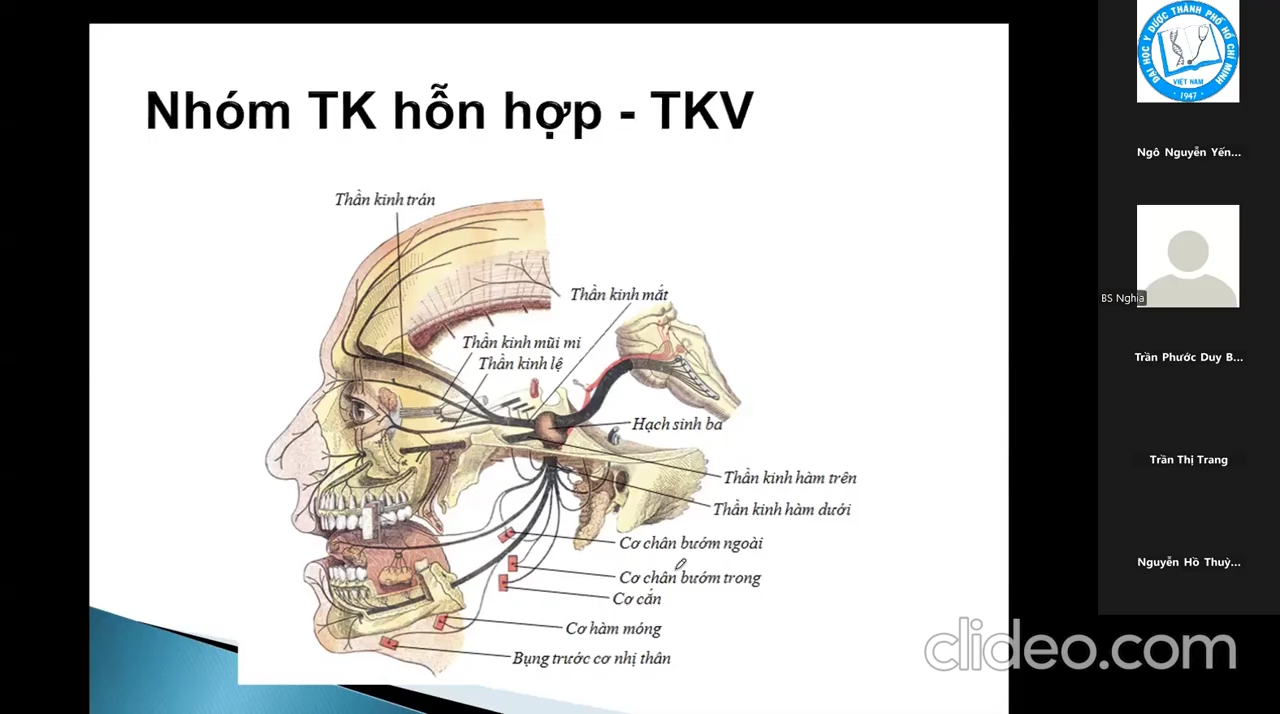 Nhóm TK hỗn hợp - TKV
Thần kinh trán
Thần kinh mắt
Thần kinh mũi mi
Thần kinh lệ
Hạch sinh ba
Thần kinh hàm trên
Thần kinh hàm dưới
Cơ chân bướm ngoài
Cơ chân bướm trong
Cơ cắn
Cơ hàm móng
Bụng trước cơ nhị thân
ĐẠI HỌC Y DƯỢC THÀNH PHỐ HỒ CHÍ MINH
VIỆT NAM
1947
Ngô Nguyễn Yến...
BS Nghia
Trần Phước Duy B...
Trần Thị Trang
Nguyễn Hồ Thuỳ...
clideo.com